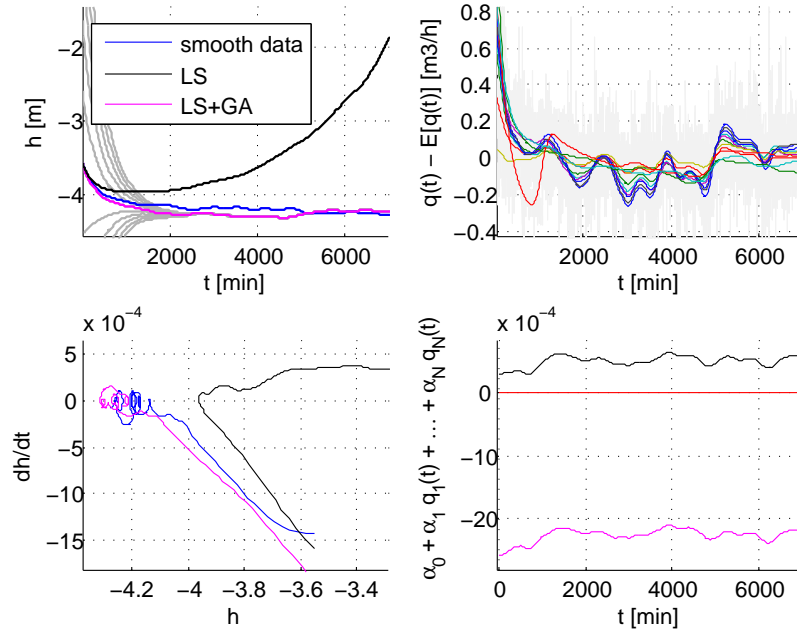 smooth data
LS
LS+GA
−2
−3
−4
h [m]
2000
4000
6000
t [min]
0.8
0.6
0.4
0.2
0
−0.2
−0.4
q(t) − E[q(t)] [m3/h]
2000
4000
6000
t [min]
x 10⁻⁴
5
0
−5
−10
−15
dh/dt
−4.2
−4
−3.8
−3.6
−3.4
h
x 10⁻⁴
0
−10
−20
α₀ + α₁ q₁(t) + ... + α_N q_N(t)
0
2000
4000
6000
t [min]